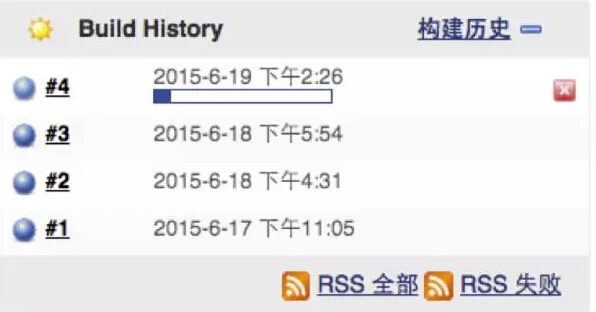 Build History 构建历史
#4 2015-6-19 下午2:26
#3 2015-6-18 下午5:54
#2 2015-6-18 下午4:31
#1 2015-6-17 下午11:05
RSS 全部 RSS 失败